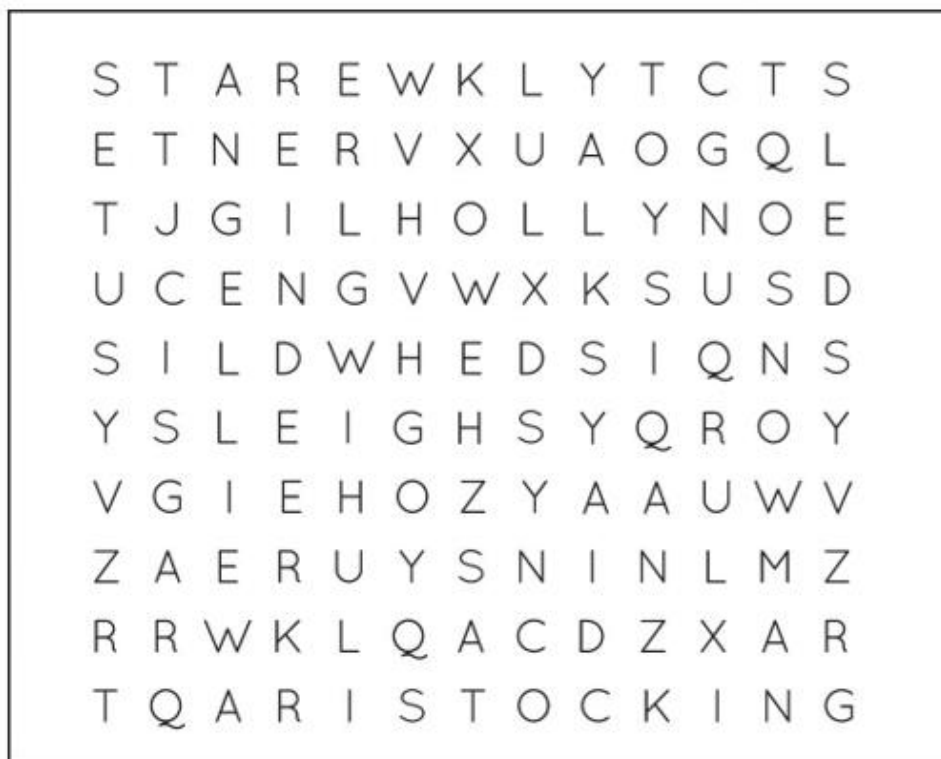 S T A R E W K L Y T C T S
E T N E R V X U A O G Q L
T J G I L H O L L Y N O E
U C E N G V W X K S U S D
S I L D W H E D S I Q N S
Y S L E I G H S Y Q R O Y
V G I E H O Z Y A A U W V
Z A E R U Y S N I N L M Z
R R W K L Q A C D Z X A R
T Q A R I S T O C K I N G